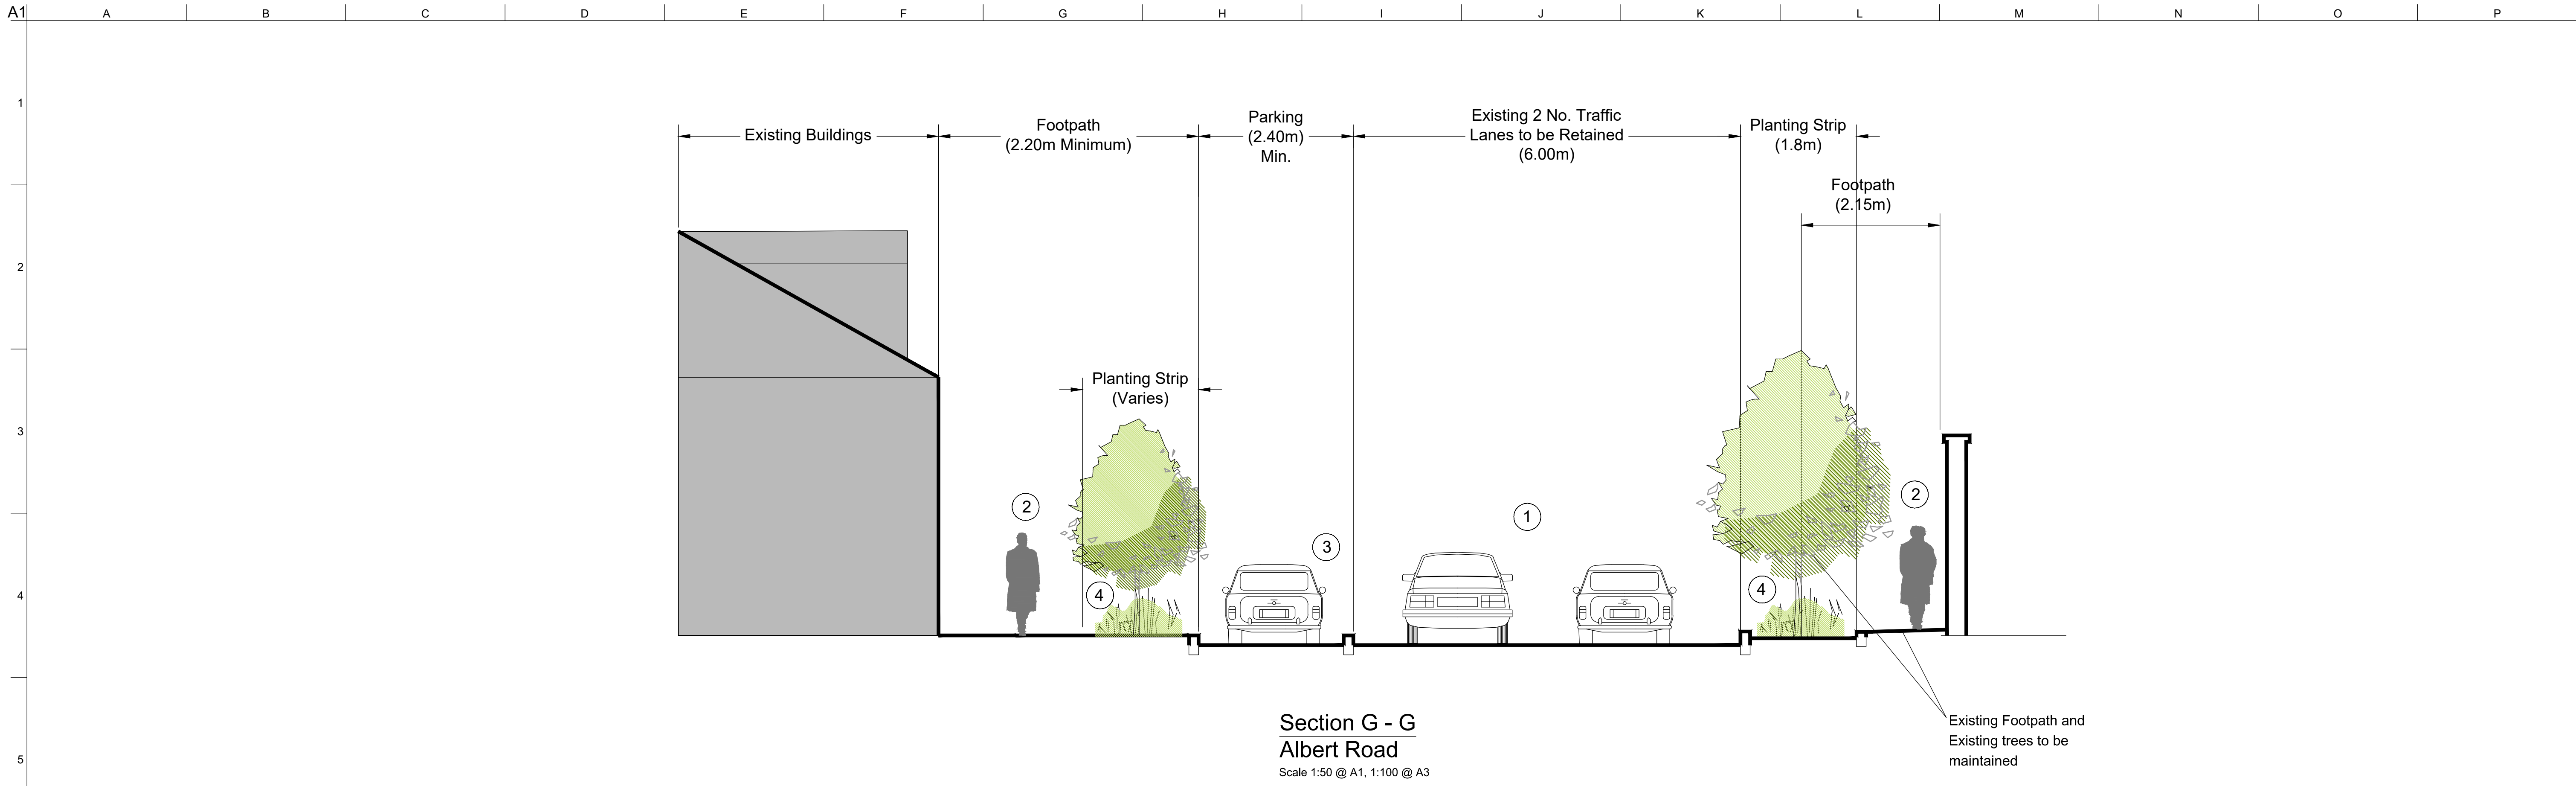 A1 A B C D E F G H I J K L M N O P
1
Existing Buildings
Footpath
(2.20m Minimum)
Parking
(2.40m)
Min.
Existing 2 No. Traffic
Lanes to be Retained
(6.00m)
Planting Strip
(1.8m)
Footpath
(2.15m)
2
Planting Strip
(Varies)
3
2
4
3
1
4
2
4
Section G - G
Albert Road
Scale 1:50 @ A1, 1:100 @ A3
Existing Footpath and
Existing trees to be
maintained
5